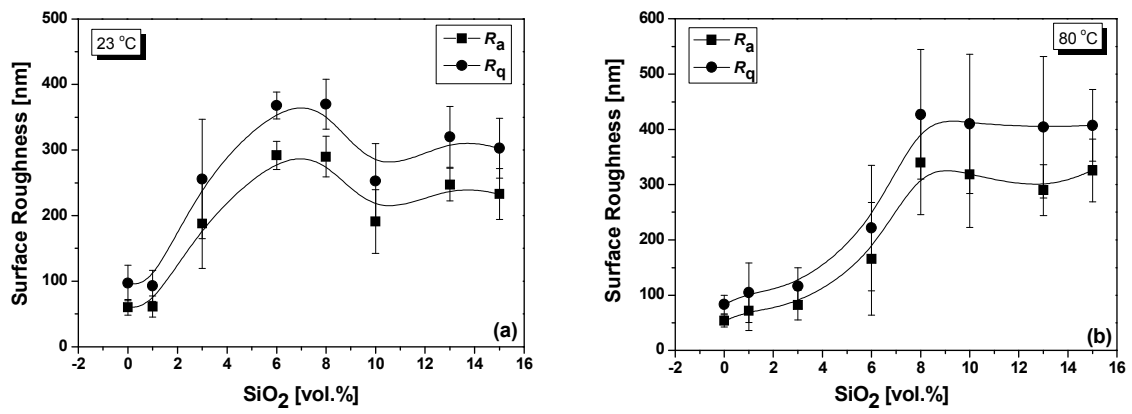 23 °C
Rₐ
R_q
500
400
300
200
100
0
Surface Roughness [nm]
-2 0 2 4 6 8 10 12 14 16
SiO₂ [vol.%]
(a)
80 °C
Rₐ
R_q
600
500
400
300
200
100
0
Surface Roughness [nm]
-2 0 2 4 6 8 10 12 14 16
SiO₂ [vol.%]
(b)